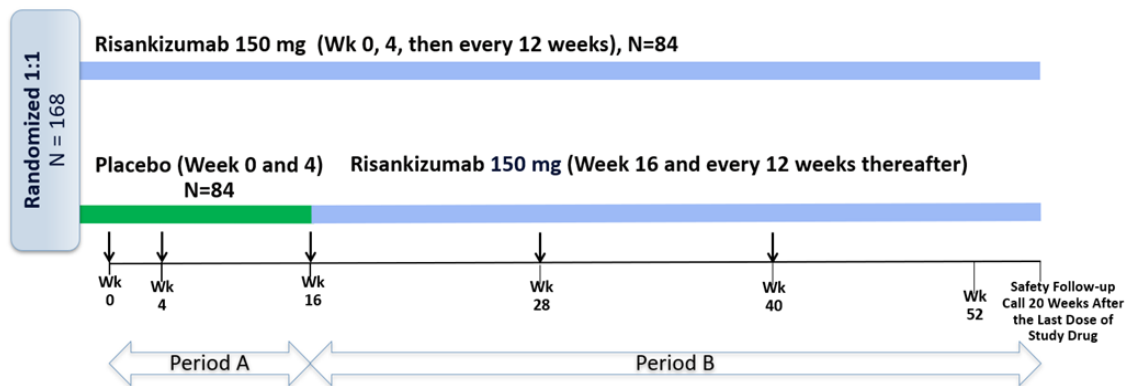 Randomized 1:1
N = 168
Risankizumab 150 mg (Wk 0, 4, then every 12 weeks), N=84
Placebo (Week 0 and 4)
N=84
Risankizumab 150 mg (Week 16 and every 12 weeks thereafter)
Wk
0
Wk
4
Wk
16
Wk
28
Wk
40
Wk
52
Safety Follow-up
Call 20 Weeks After
the Last Dose of
Study Drug
Period A
Period B